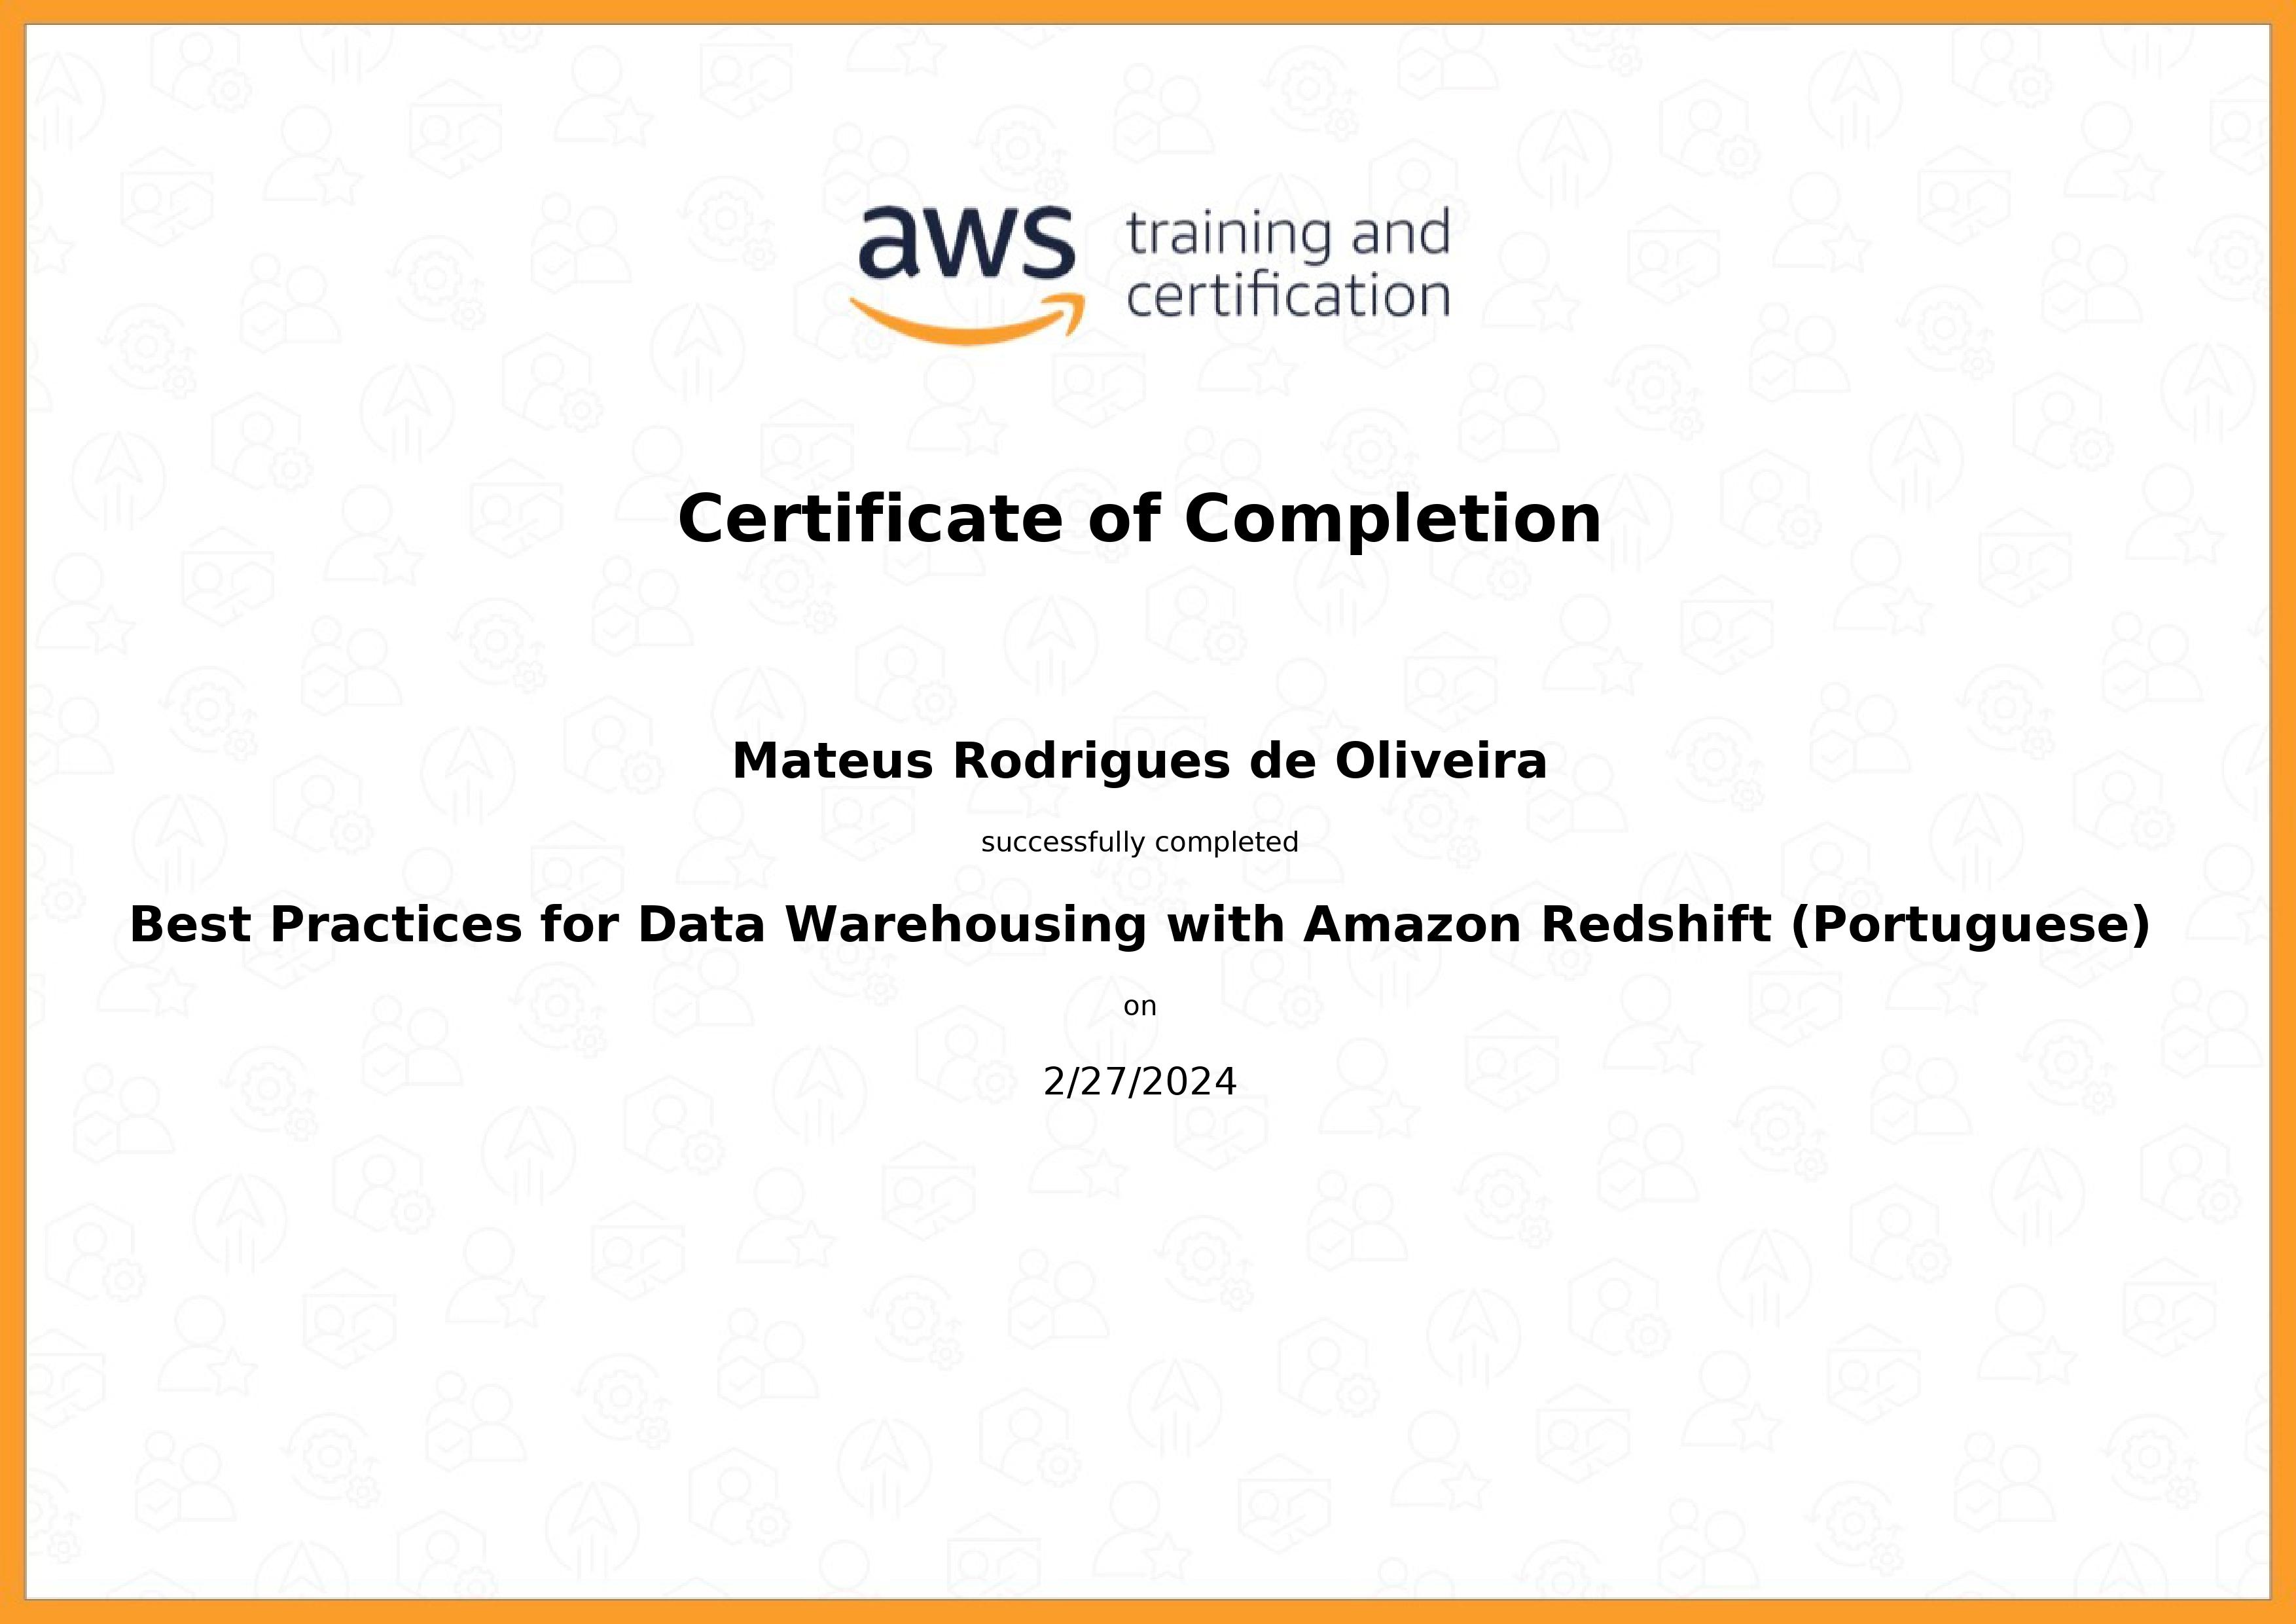 aws training and
certification
Certificate of Completion
Mateus Rodrigues de Oliveira
successfully completed
Best Practices for Data Warehousing with Amazon Redshift (Portuguese)
on
2/27/2024